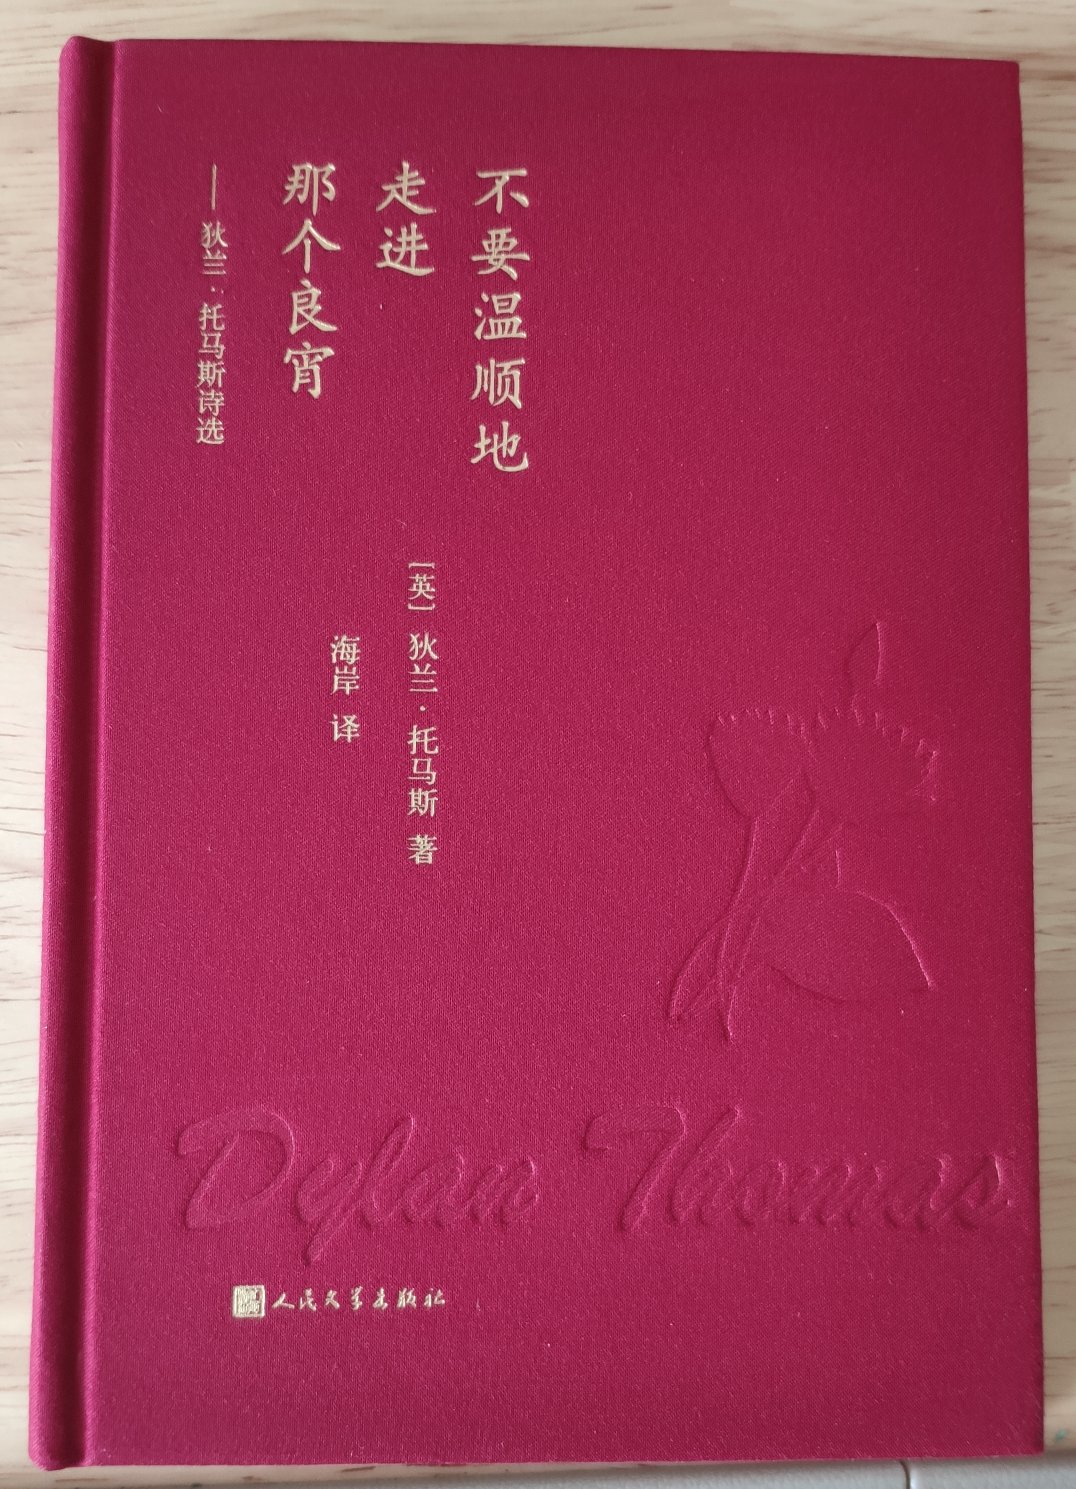 不要温顺地
走进
那个良宵
——狄兰·托马斯诗选
[英] 狄兰·托马斯 著
海岸 译
Dylan Thomas
人民文学出版社